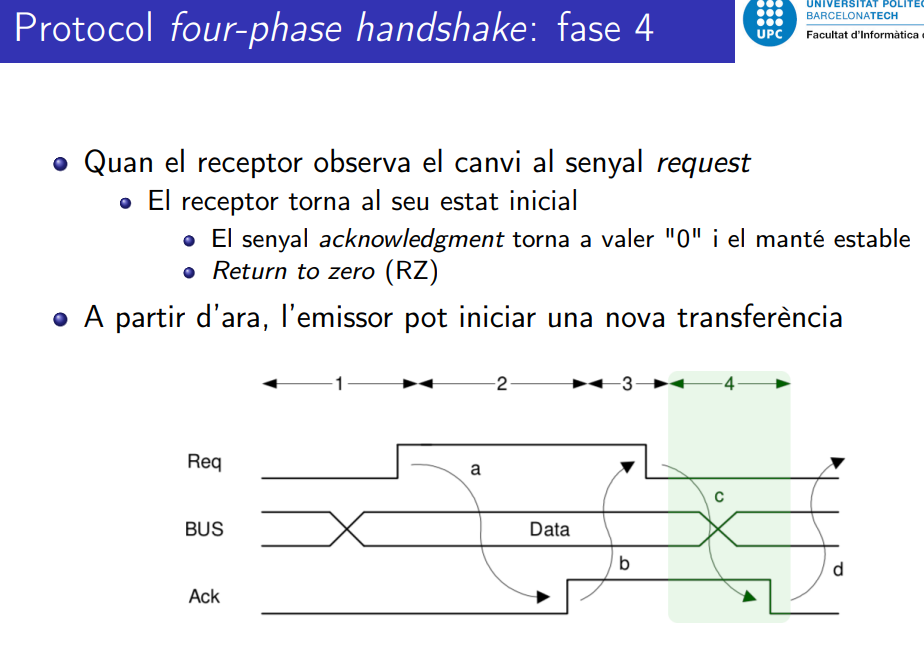 Protocol four-phase handshake: fase 4
UNIVERSITAT POLITEC
BARCELONATECH
Facultat d'Informàtica
UPC
Quan el receptor observa el canvi al senyal request
El receptor torna al seu estat inicial
El senyal acknowledgment torna a valer "0" i el manté estable
Return to zero (RZ)
A partir d'ara, l'emissor pot iniciar una nova transferència
1 2 3 4
Req
a
c
BUS
Data
b
d
Ack